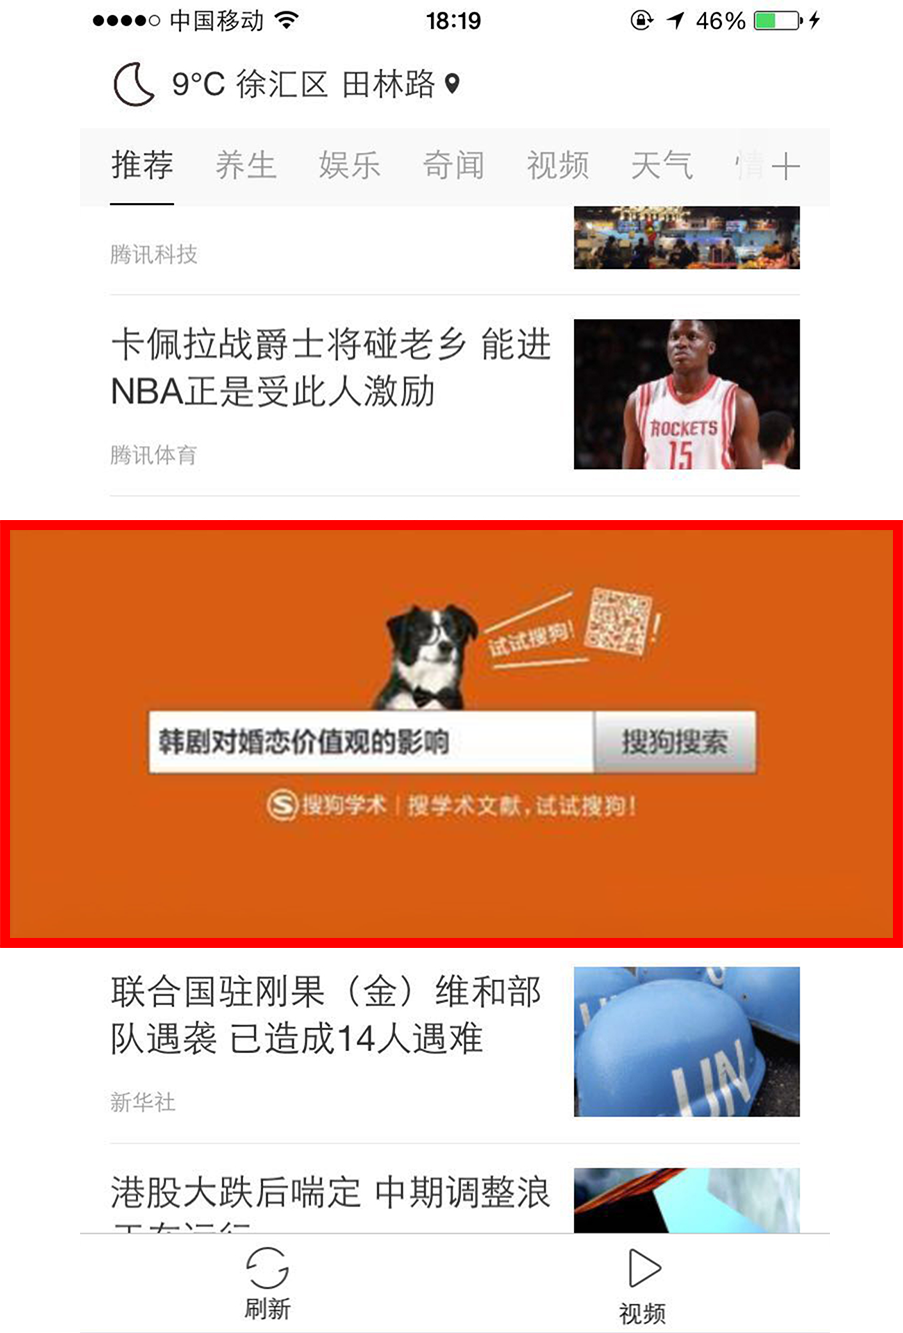 中国移动 18:19 46%
9°C 徐汇区 田林路
推荐 养生 娱乐 奇闻 视频 天气 情
腾讯科技
卡佩拉战爵士将碰老乡 能进
NBA正是受此人激励
腾讯体育
ROCKETS
15
试试搜狗!
韩剧对婚恋价值观的影响 搜狗搜索
搜狗学术 | 搜学术文献,试试搜狗!
联合国驻刚果（金）维和部
队遇袭 已造成14人遇难
新华社
UN
港股大跌后喘定 中期调整浪
刷新 视频